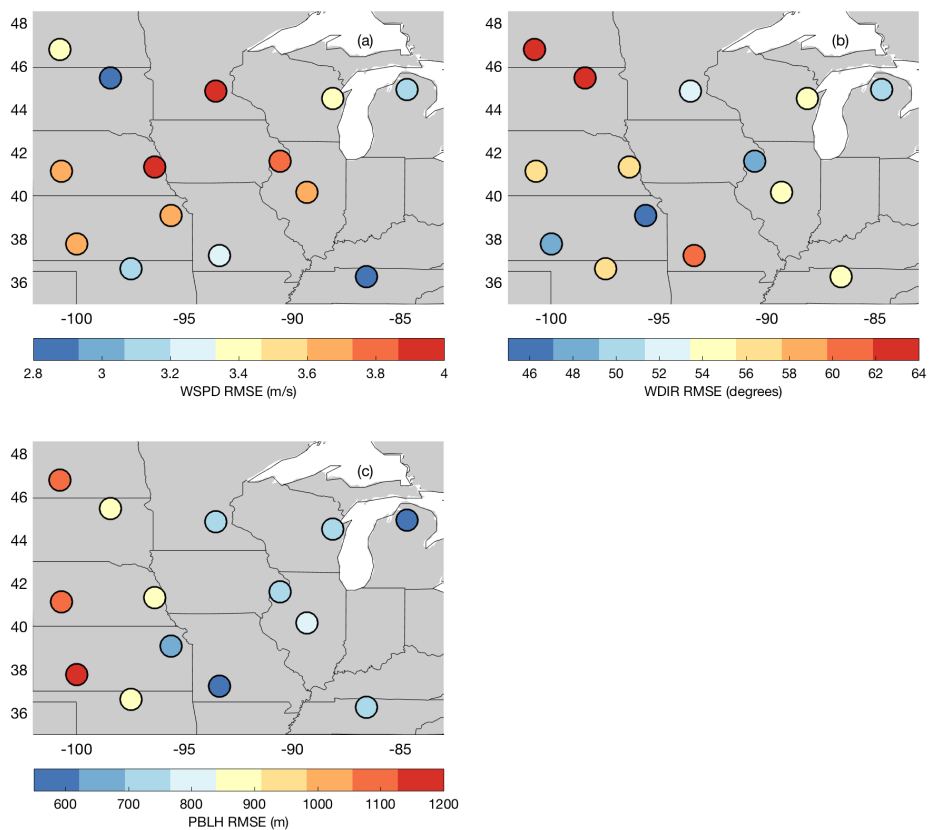 48
46
44
42
40
38
36
(a)
-100 -95 -90 -85
2.8 3 3.2 3.4 3.6 3.8 4
WSPD RMSE (m/s)
48
46
44
42
40
38
36
(b)
-100 -95 -90 -85
46 48 50 52 54 56 58 60 62 64
WDIR RMSE (degrees)
48
46
44
42
40
38
36
(c)
-100 -95 -90 -85
600 700 800 900 1000 1100 1200
PBLH RMSE (m)